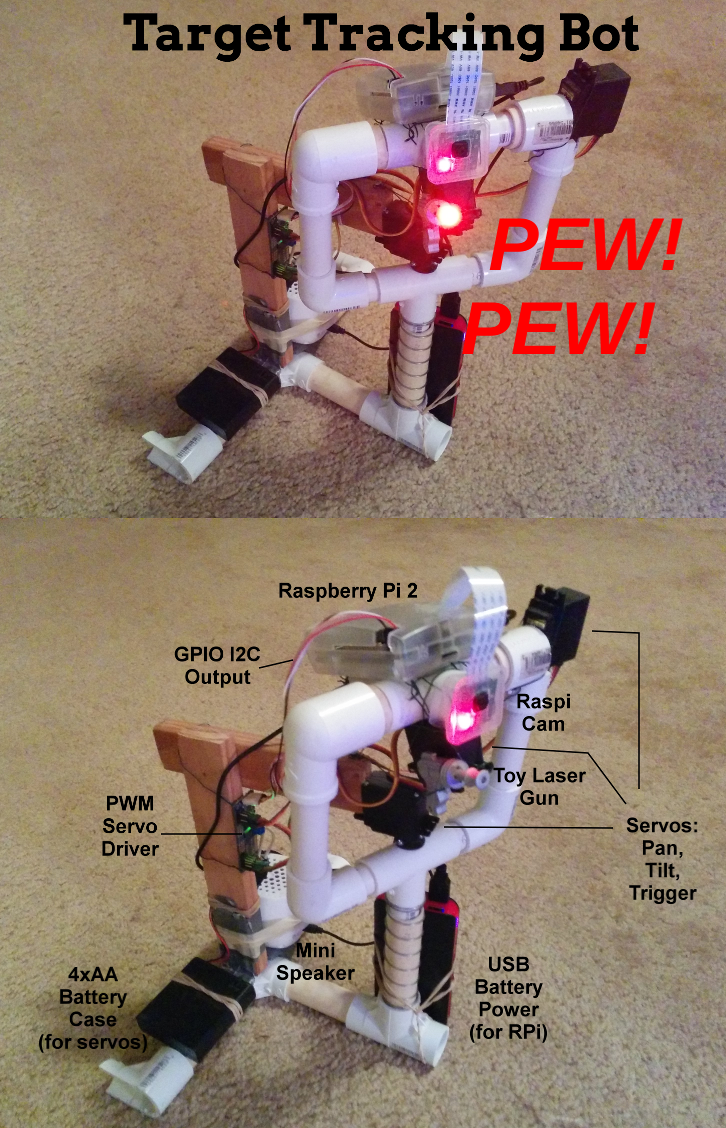 Target Tracking Bot
PEW!
PEW!
Raspberry Pi 2
GPIO I2C
Output
Raspi
Cam
Toy Laser
Gun
PWM
Servo
Driver
Servos:
Pan,
Tilt,
Trigger
Mini
Speaker
4xAA
Battery
Case
(for servos)
USB
Battery
Power
(for RPi)